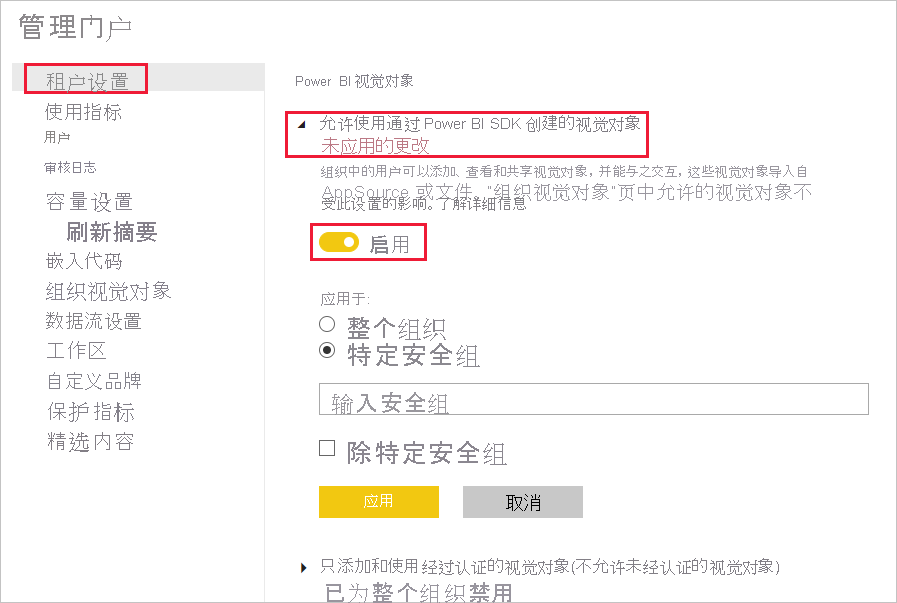 管理门户
租户设置
使用指标
用户
审核日志
容量设置
刷新摘要
嵌入代码
组织视觉对象
数据流设置
工作区
自定义品牌
保护指标
精选内容
Power BI 视觉对象
允许使用通过 Power BI SDK 创建的视觉对象
未应用的更改
组织中的用户可以添加、查看和共享视觉对象，并能与之交互，这些视觉对象导入自
AppSource 或文件。“组织视觉对象”页中允许的视觉对象不
受此设置的影响。了解详细信息
启用
应用于:
整个组织
特定安全组
输入安全组
除特定安全组
应用
取消
只添加和使用经过认证的视觉对象(不允许未经认证的视觉对象)
已为整个组织禁用